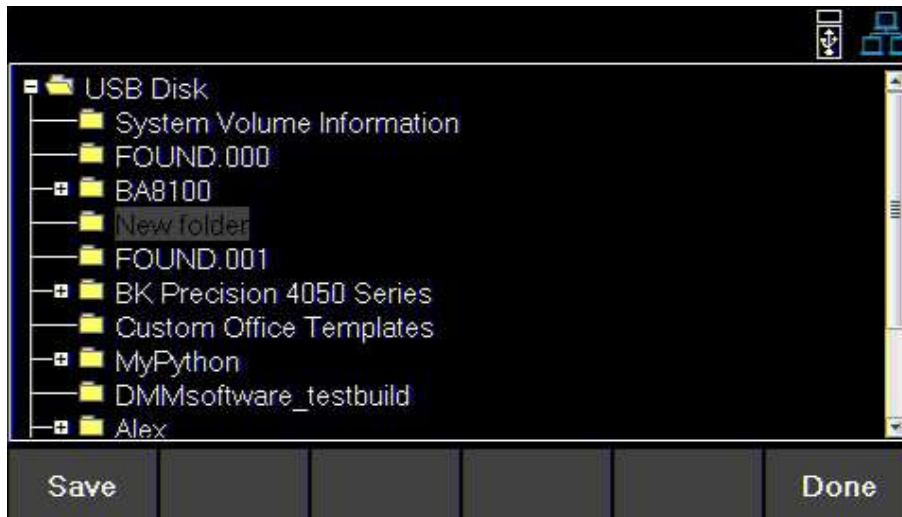 USB Disk
System Volume Information
FOUND.000
BA8100
New folder
FOUND.001
BK Precision 4050 Series
Custom Office Templates
MyPython
DMMsoftware_testbuild
Alex
Save Done